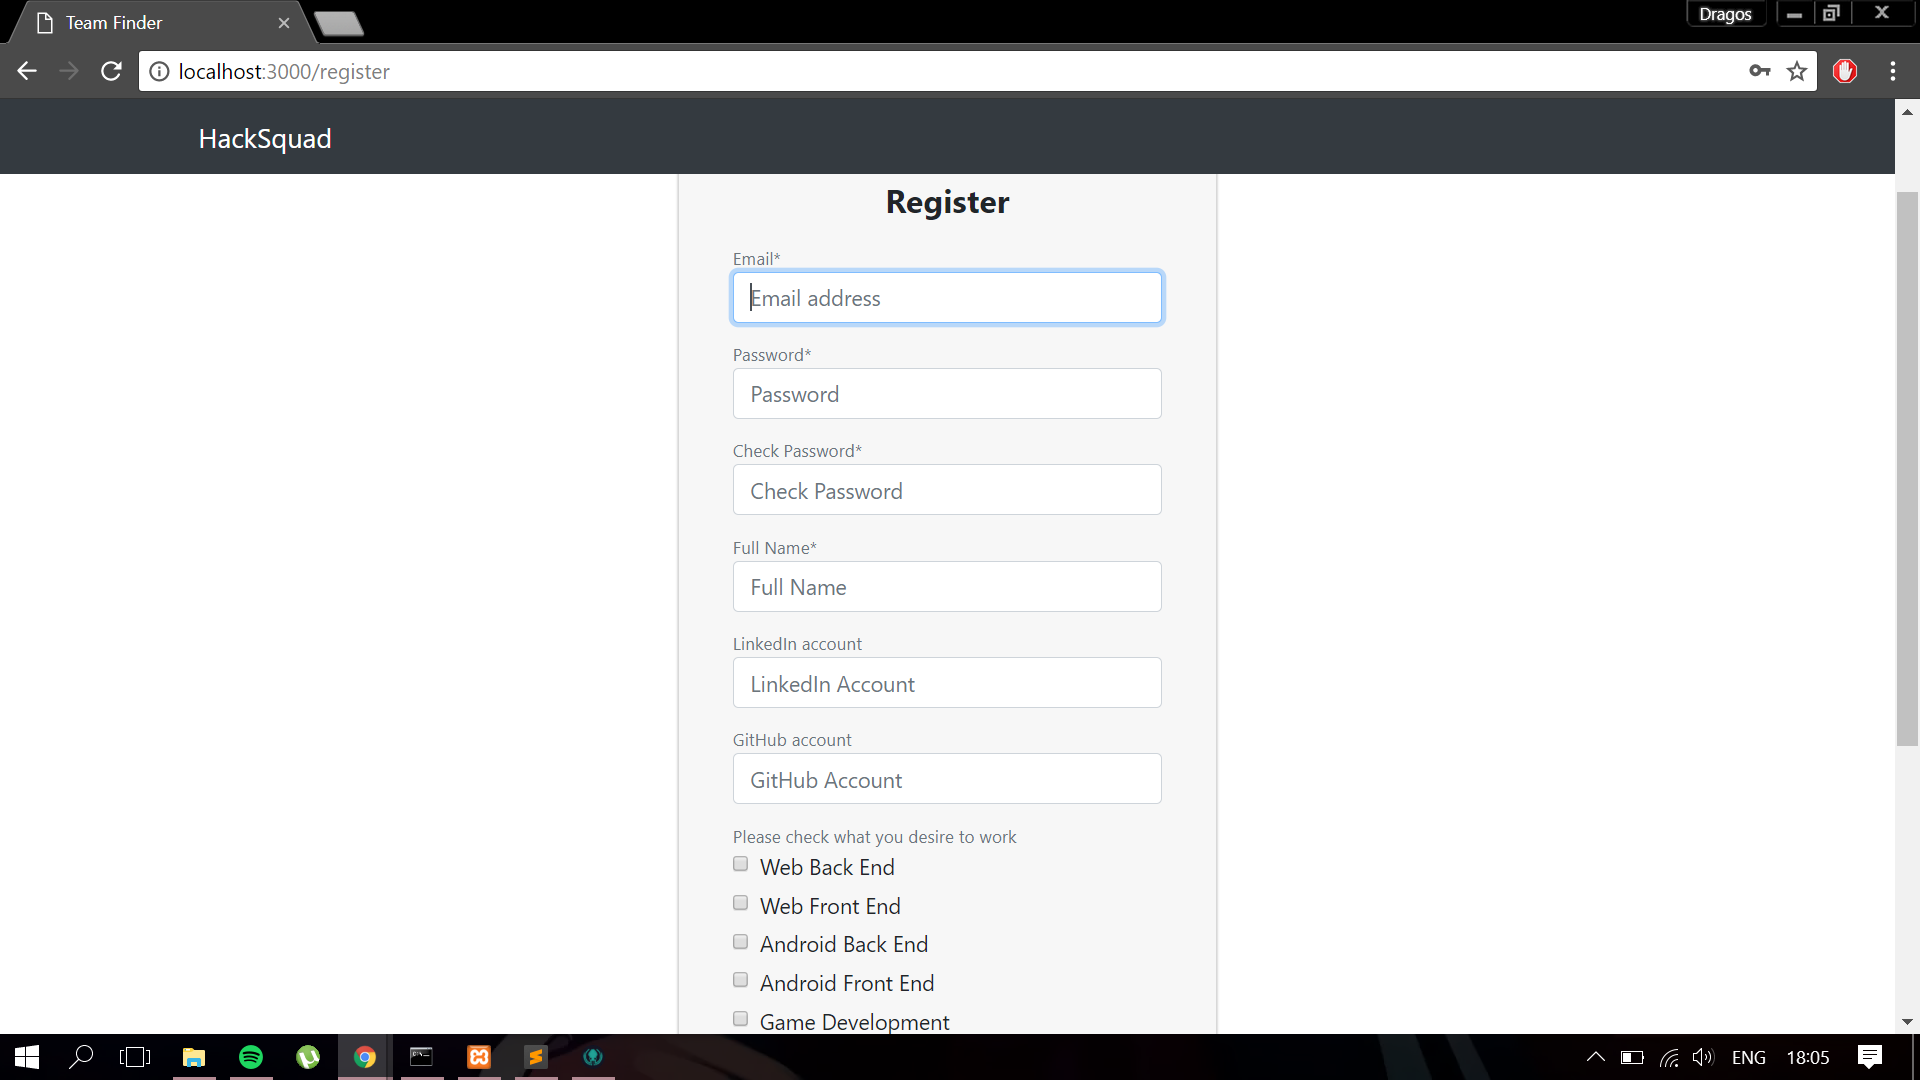 Team Finder
Dragos
localhost:3000/register
HackSquad
Register
Email*
Email address
Password*
Password
Check Password*
Check Password
Full Name*
Full Name
LinkedIn account
LinkedIn Account
GitHub account
GitHub Account
Please check what you desire to work
Web Back End
Web Front End
Android Back End
Android Front End
Game Development
ENG
18:05